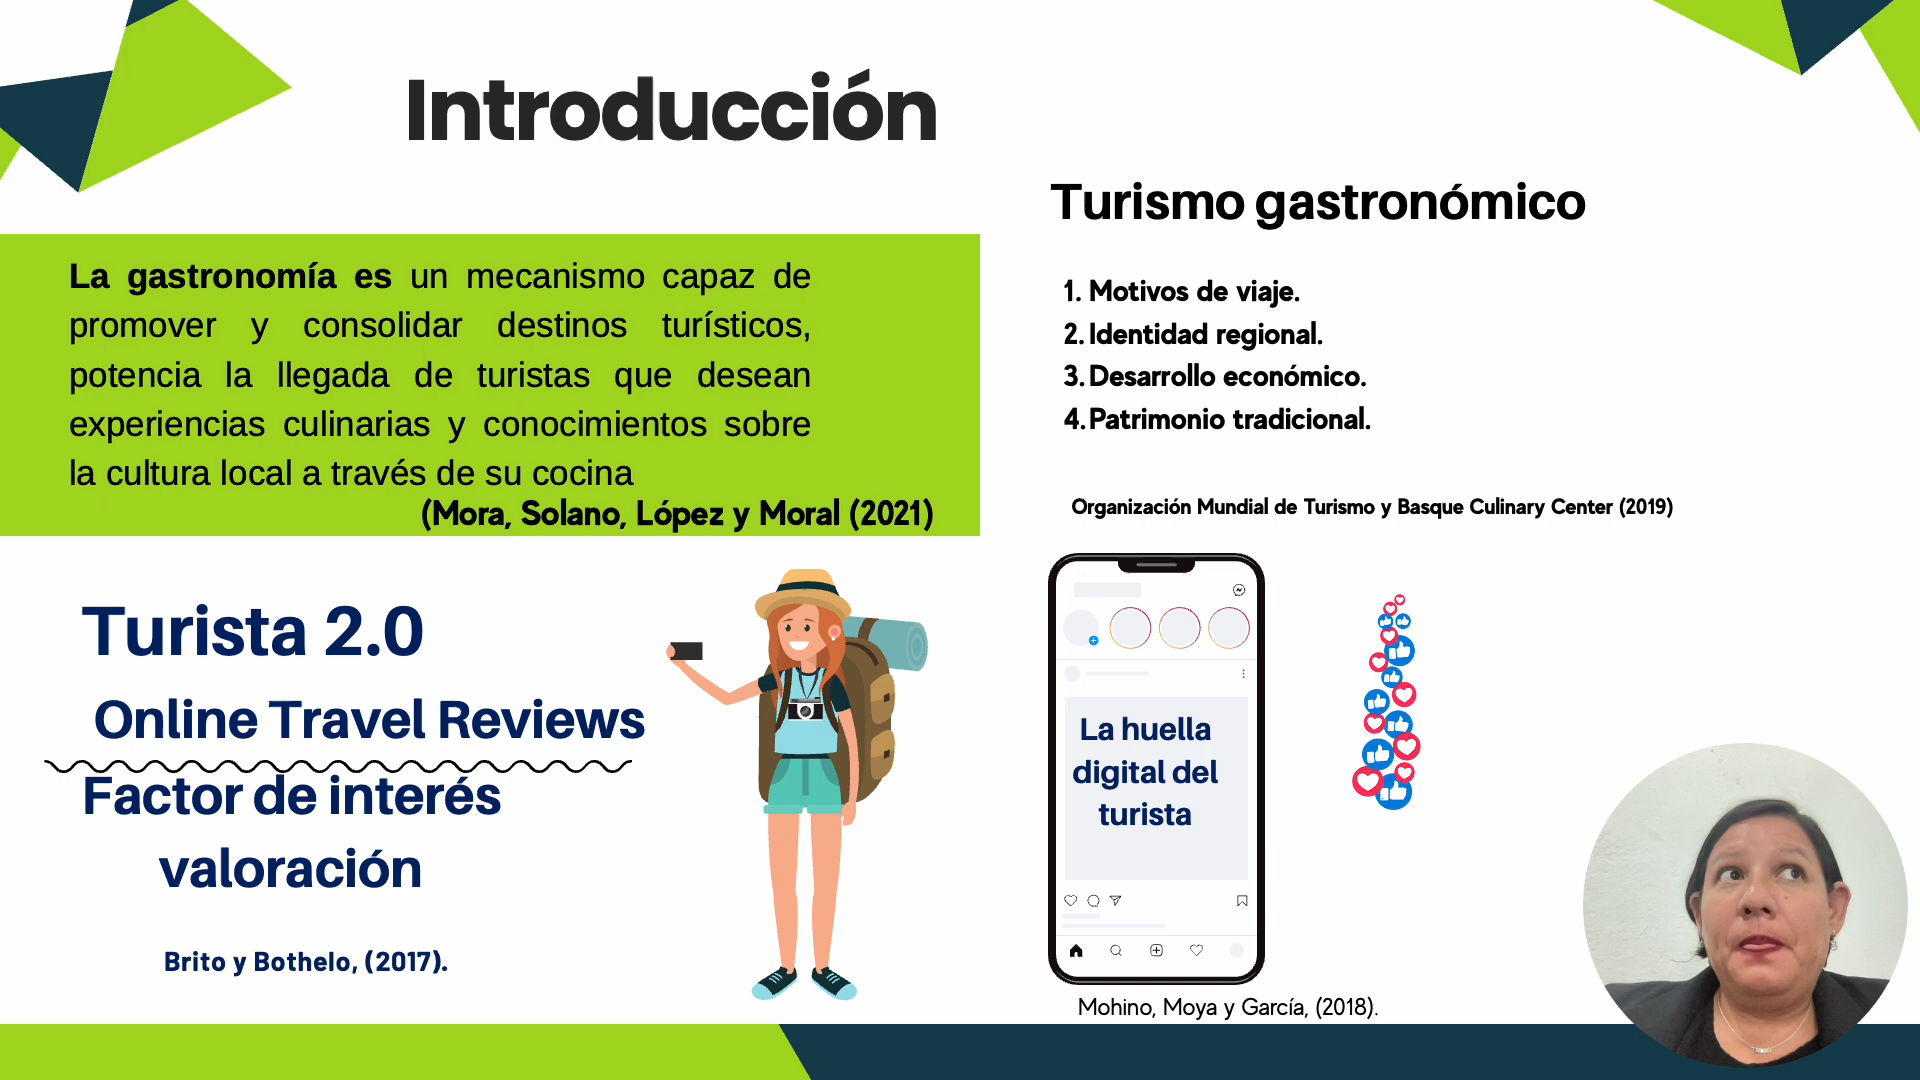 Introducción
La gastronomía es un mecanismo capaz de
promover y consolidar destinos turísticos,
potencia la llegada de turistas que desean
experiencias culinarias y conocimientos sobre
la cultura local a través de su cocina
(Mora, Solano, López y Moral (2021)
Turismo gastronómico
1. Motivos de viaje.
2. Identidad regional.
3. Desarrollo económico.
4. Patrimonio tradicional.
Organización Mundial de Turismo y Basque Culinary Center (2019)
Turista 2.0
Online Travel Reviews
Factor de interés
valoración
Brito y Bothelo, (2017).
La huella
digital del
turista
Mohino, Moya y García, (2018).